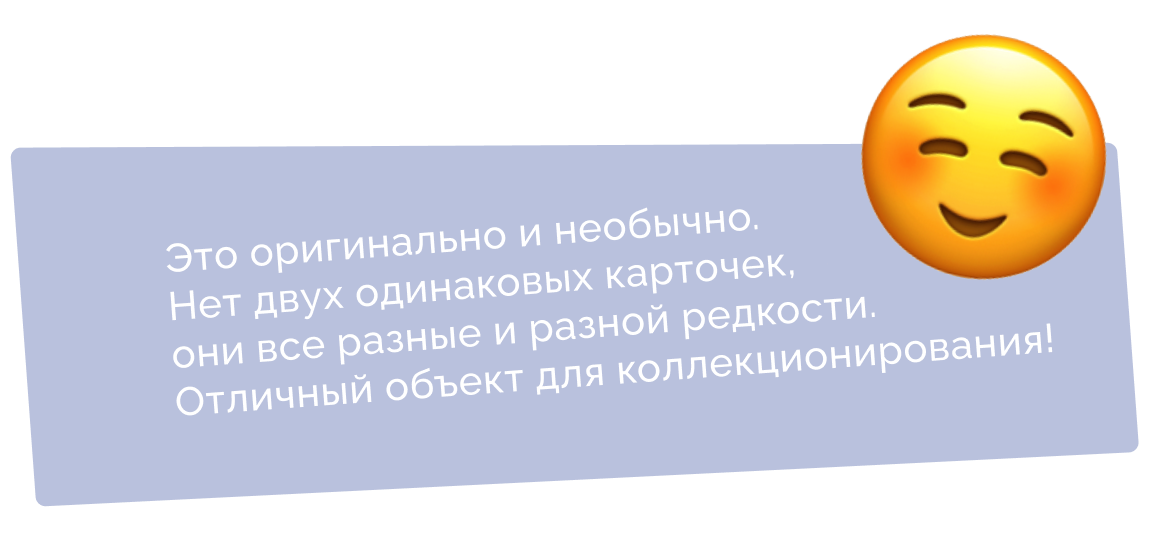 Это оригинально и необычно.
Нет двух одинаковых карточек,
они все разные и разной редкости.
Отличный объект для коллекционирования!